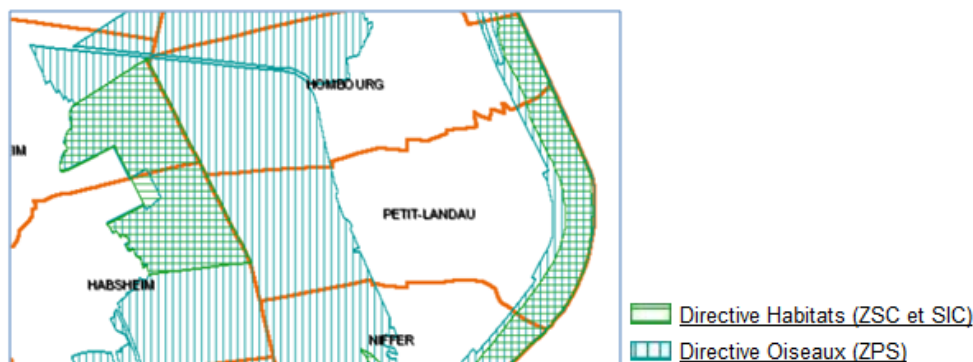 HOMBOURG
IM
PETIT-LANDAU
HABSHEIM
NIFFER
Directive Habitats (ZSC et SIC)
Directive Oiseaux (ZPS)